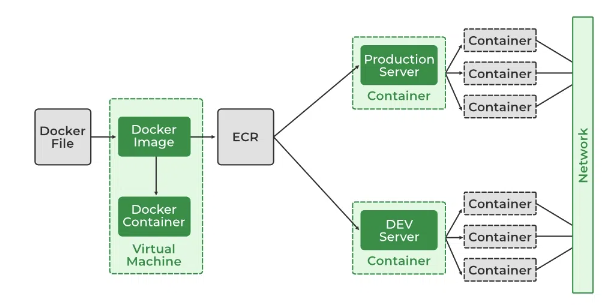 Docker
File
Docker
Image
Docker
Container
Virtual
Machine
ECR
Production
Server
Container
Container
Container
Container
DEV
Server
Container
Container
Container
Container
Network